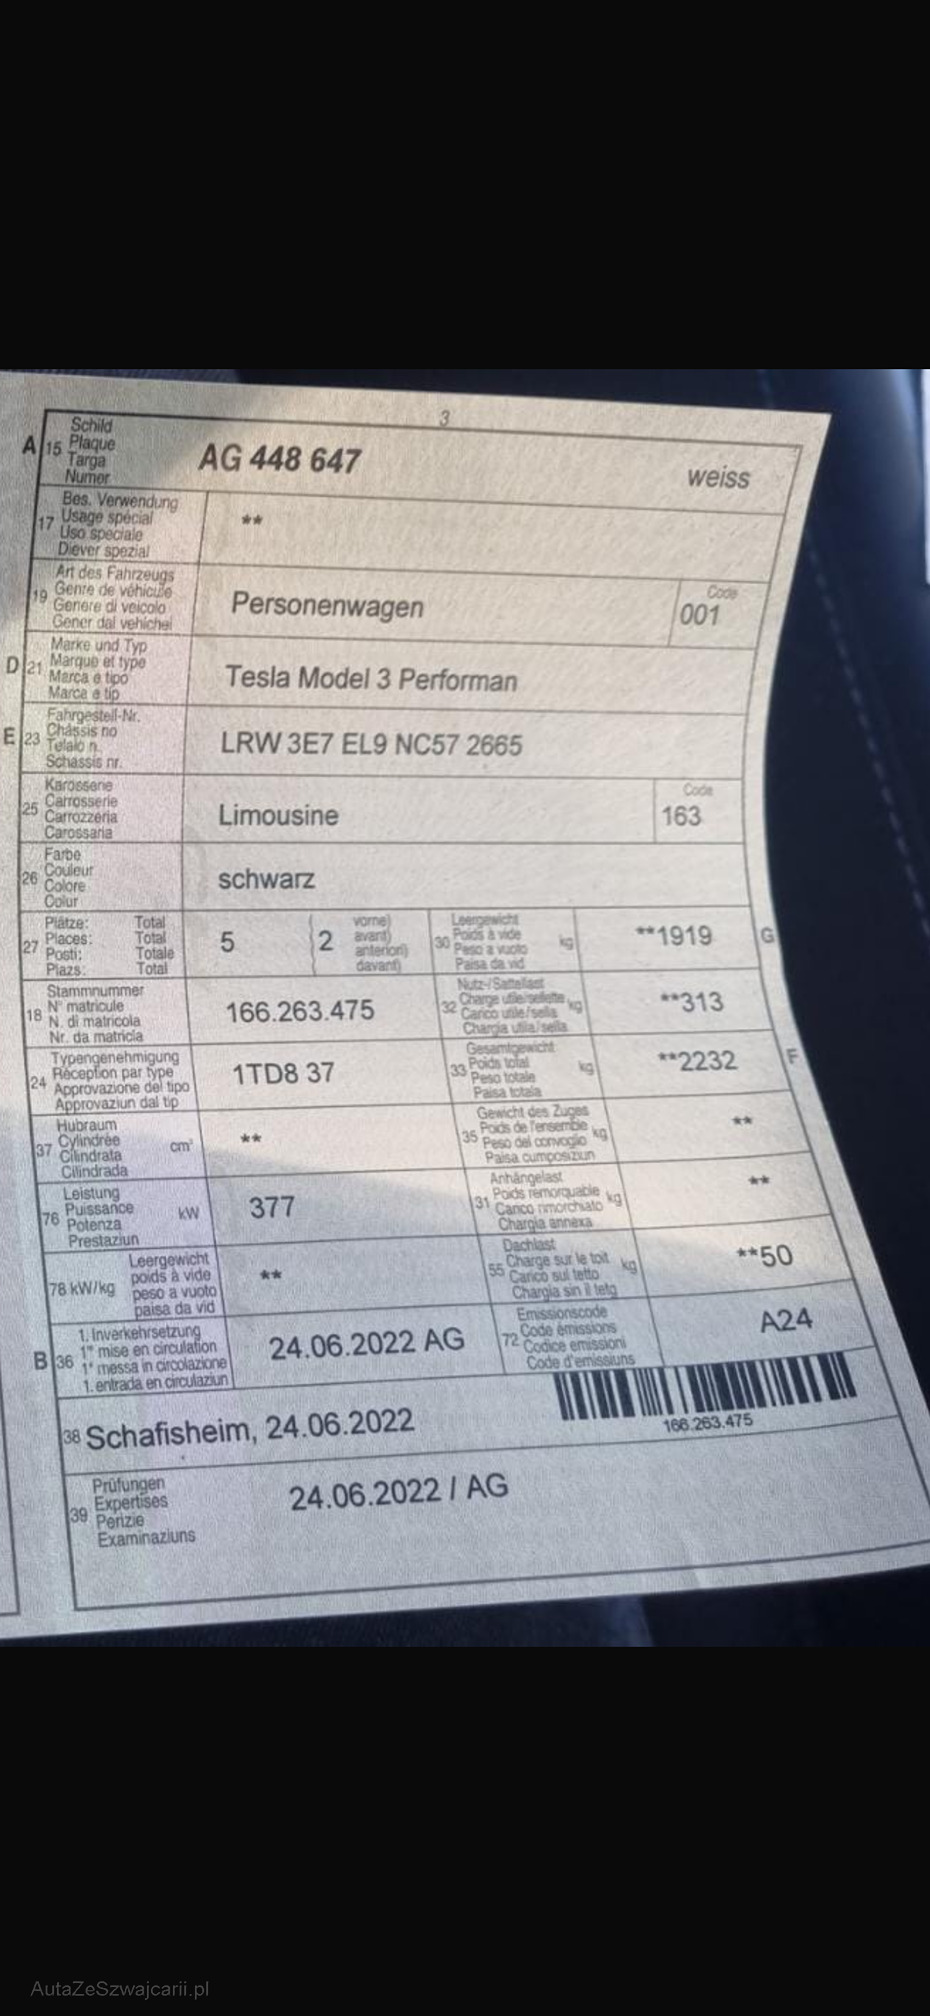 3
A 15 Schild
Plaque
Targa
Numer
AG 448 647 weiss
17 Bes. Verwendung
Usage spécial
Uso speciale
Diever spezial
**
19 Art des Fahrzeugs
Genre de véhicule
Genere di veicolo
Gener dal vehichel
Personenwagen
Code
001
D 21 Marke und Typ
Marque et type
Marca e tipo
Marca e tip
Tesla Model 3 Performan
E 23 Fahrgestell-Nr.
Châssis no
Telaio n.
Schassis nr.
LRW 3E7 EL9 NC57 2665
25 Karosserie
Carrosserie
Carrozzeria
Carossaria
Limousine
Code
163
26 Farbe
Couleur
Colore
Colur
schwarz
27 Plätze: Total
Places: Total
Posti: Totale
Plazs: Total
5
( 2 vorne)
avant)
anteriori)
davant)
30 Leergewicht
Poids à vide
Peso a vuoto
Paisa da vid
kg
**1919 G
18 Stammnummer
N° matricule
N. di matricola
Nr. da matricla
166.263.475
32 Nutz-/Sattellast
Charge utile/sellette
Carico utile/sella
Chargia utila/sella
kg
**313
24 Typengenehmigung
Réception par type
Approvazione del tipo
Approvaziun dal tip
1TD8 37
33 Gesamtgewicht
Poids total
Peso totale
Paisa totala
kg
**2232 F
37 Hubraum
Cylindrée
Cilindrata
Cilindrada
cm³
**
35 Gewicht des Zuges
Poids de l'ensemble
Peso del convoglio
Paisa cumposiziun
kg
**
76 Leistung
Puissance
Potenza
Prestaziun
kW
377
31 Anhängelast
Poids remorquable
Carico rimorchiato
Chargia annexa
kg
**
78 kW/kg Leergewicht
poids à vide
peso a vuoto
paisa da vid
**
55 Dachlast
Charge sur le toit
Carico sul tetto
Chargia sin il tetg
kg
**50
B 36 1. Inverkehrsetzung
1re mise en circulation
1a messa in circolazione
1. entrada en circulaziun
24.06.2022 AG
72 Emissionscode
Code émissions
Codice emissioni
Code d'emissiuns
A24
166.263.475
38 Schafisheim, 24.06.2022
39 Prüfungen
Expertises
Perizie
Examinaziuns
24.06.2022 / AG
AutaZeSzwajcarii.pl